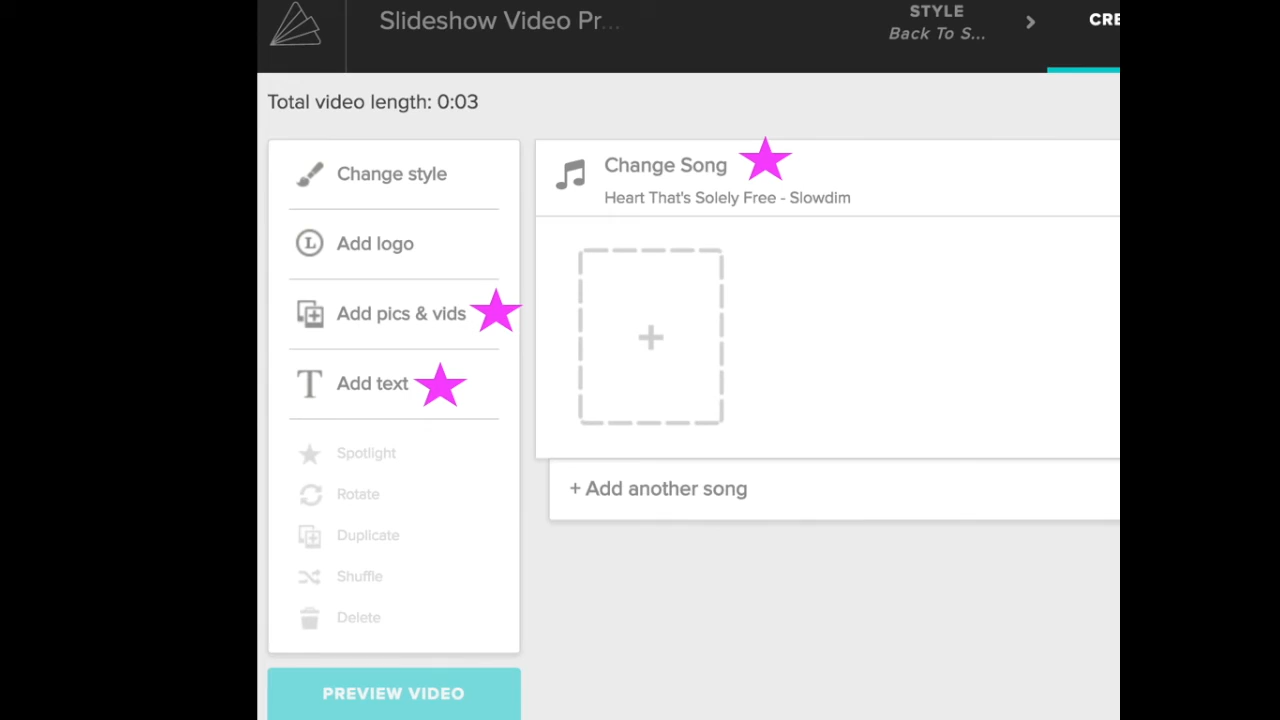 Slideshow Video Pr...
STYLE
Back To S...
CRE
Total video length: 0:03
Change style
L
Add logo
Add pics & vids
T
Add text
Spotlight
Rotate
Duplicate
Shuffle
Delete
PREVIEW VIDEO
Change Song
Heart That's Solely Free - Slowdim
+ Add another song